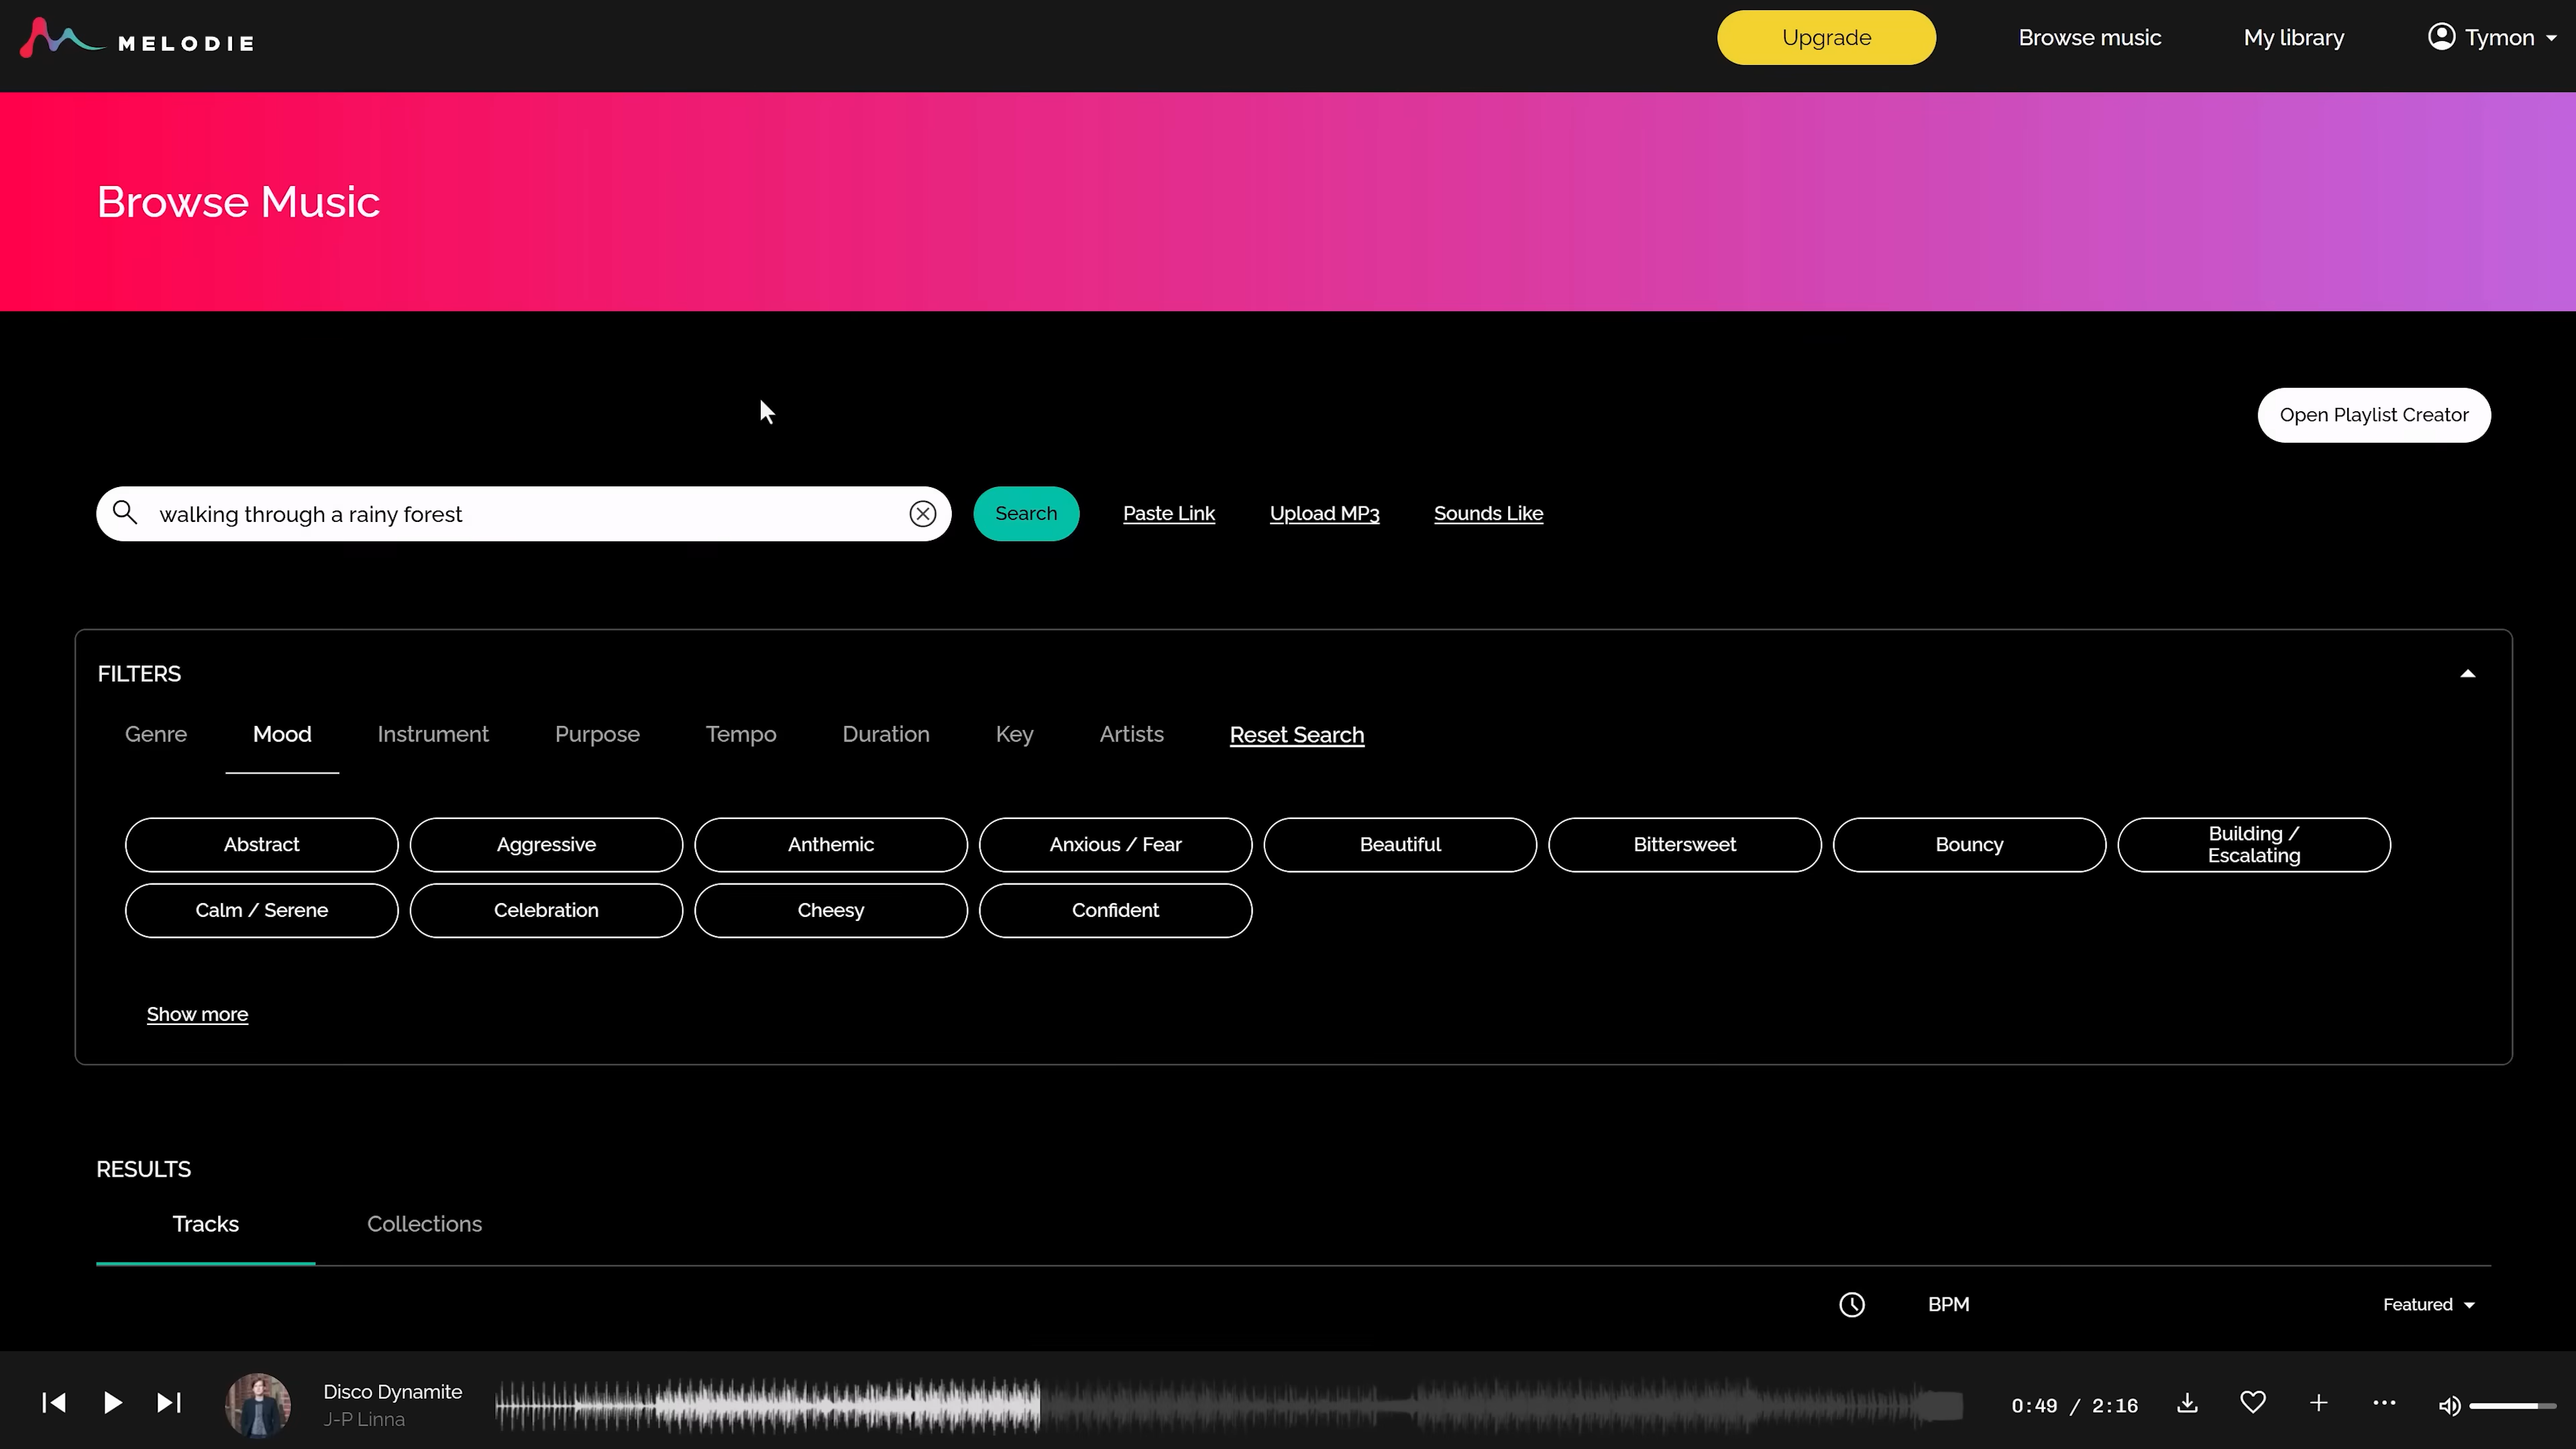 MELODIE
Upgrade
Browse music
My library
Tymon
Browse Music
Open Playlist Creator
walking through a rainy forest
Search
Paste Link
Upload MP3
Sounds Like
FILTERS
Genre
Mood
Instrument
Purpose
Tempo
Duration
Key
Artists
Reset Search
Abstract
Aggressive
Anthemic
Anxious / Fear
Beautiful
Bittersweet
Bouncy
Building /
Escalating
Calm / Serene
Celebration
Cheesy
Confident
Show more
RESULTS
Tracks
Collections
BPM
Featured
Disco Dynamite
J-P Linna
0:49 / 2:16